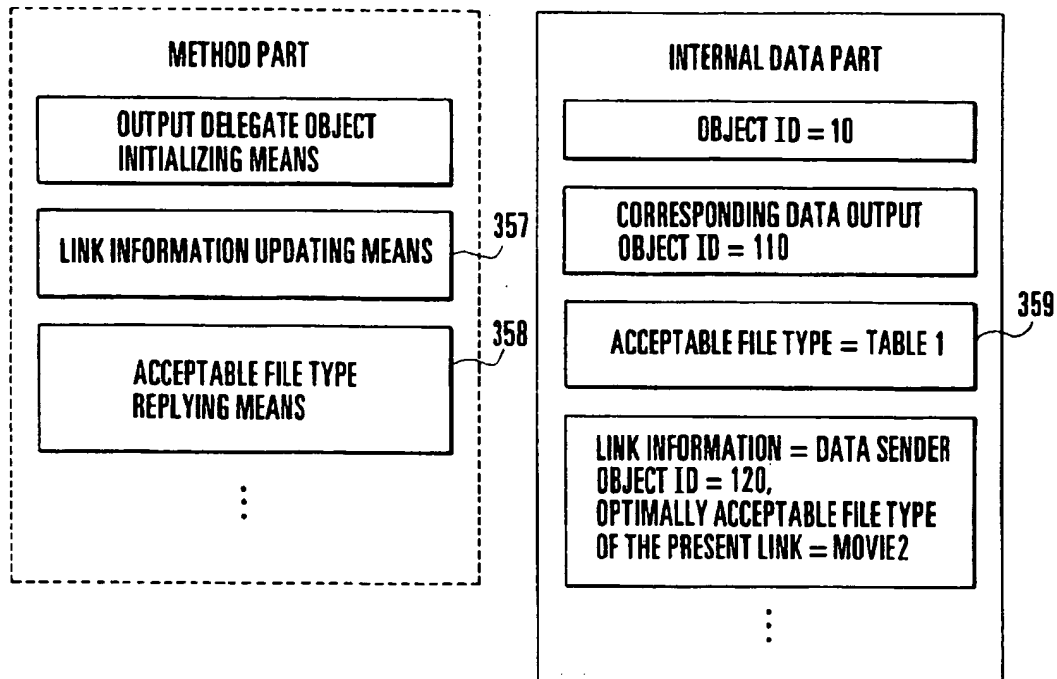 METHOD PART
OUTPUT DELEGATE OBJECT
INITIALIZING MEANS
LINK INFORMATION UPDATING MEANS
357
ACCEPTABLE FILE TYPE
REPLYING MEANS
358
INTERNAL DATA PART
OBJECT ID = 10
CORRESPONDING DATA OUTPUT
OBJECT ID = 110
ACCEPTABLE FILE TYPE = TABLE 1
359
LINK INFORMATION = DATA SENDER
OBJECT ID = 120,
OPTIMALLY ACCEPTABLE FILE TYPE
OF THE PRESENT LINK = MOVIE2